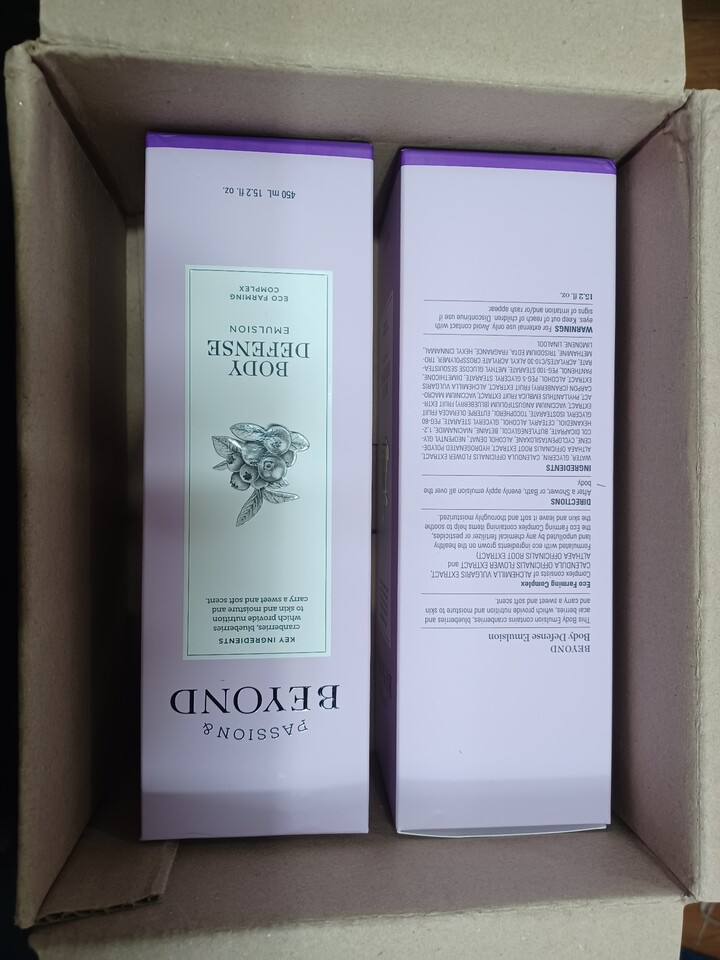 PASSION&
BEYOND
KEY INGREDIENTS
cranberries, blueberries
which provide nutrition
to skin and moisture and
carry a sweet and soft scent.
BODY
DEFENSE
EMULSION
ECO FARMING
COMPLEX
450 mL 15.2 fl. oz.
BEYOND
Body Defense Emulsion
This Body Emulsion contains cranberries, blueberries, and
acai berries, which provide nutrition and moisture to skin
and carry a sweet and soft scent.
Eco Farming Complex
Complex consists of ALCHEMILLA VULGARIS EXTRACT,
CALENDULA OFFICINALIS FLOWER EXTRACT and
ALTHAEA OFFICINALIS ROOT EXTRACT)
Formulated with eco ingredients grown on the healthy
land unpolluted by any chemical fertilizer or pesticides,
the Eco Farming Complex containing items help to soothe
the skin and leave it soft and thoroughly moisturized.
DIRECTIONS
After a Shower, or Bath, evenly apply emulsion all over the
body
INGREDIENTS
WATER, GLYCERIN, CALENDULA OFFICINALIS FLOWER EXTRACT,
ALTHAEA OFFICINALIS ROOT EXTRACT, HYDROGENATED POLYDE-
CENE, CYCLOPENTASILOXANE, ALCOHOL DENAT, NEOPENTYL GLY-
COL DICAPRATE, BUTYLENEGLYCOL, BETAINE, NIACINAMIDE, 1,2-
HEXANEDIOL, CETEARYL ALCOHOL, GLYCERYL STEARATE, PEG-60
GLYCERYL ISOSTEARATE, TOCOPHEROL, EUTERPE OLERACEA FRUIT
EXTRACT, VACCINIUM ANGUSTIFOLIUM (BLUEBERRY) FRUIT EXTR-
ACT, PHYLLANTHUS EMBLICA FRUIT EXTRACT, VACCINIUM MACRO-
CARPON (CRANBERRY) FRUIT EXTRACT, ALCHEMILLA VULGARIS
EXTRACT, ALCOHOL, PEG-5 GLYCERYL STEARATE, DIMETHICONE,
PANTHENOL, PEG-100 STEARATE, METHYL GLUCOSE SESQUISTEA-
RATE, ACRYLATES/C10-30 ALKYL ACRYLATE CROSSPOLYMER, TRO-
METHAMINE, TRISODIUM EDTA, FRAGRANCE, HEXYL CINNAMAL,
LIMONENE, LINALOOL
WARNINGS For external use only. Avoid contact with
eyes. Keep out of reach of children. Discontinue if
signs of irritation and/or rash appear.
15.2 fl. oz.